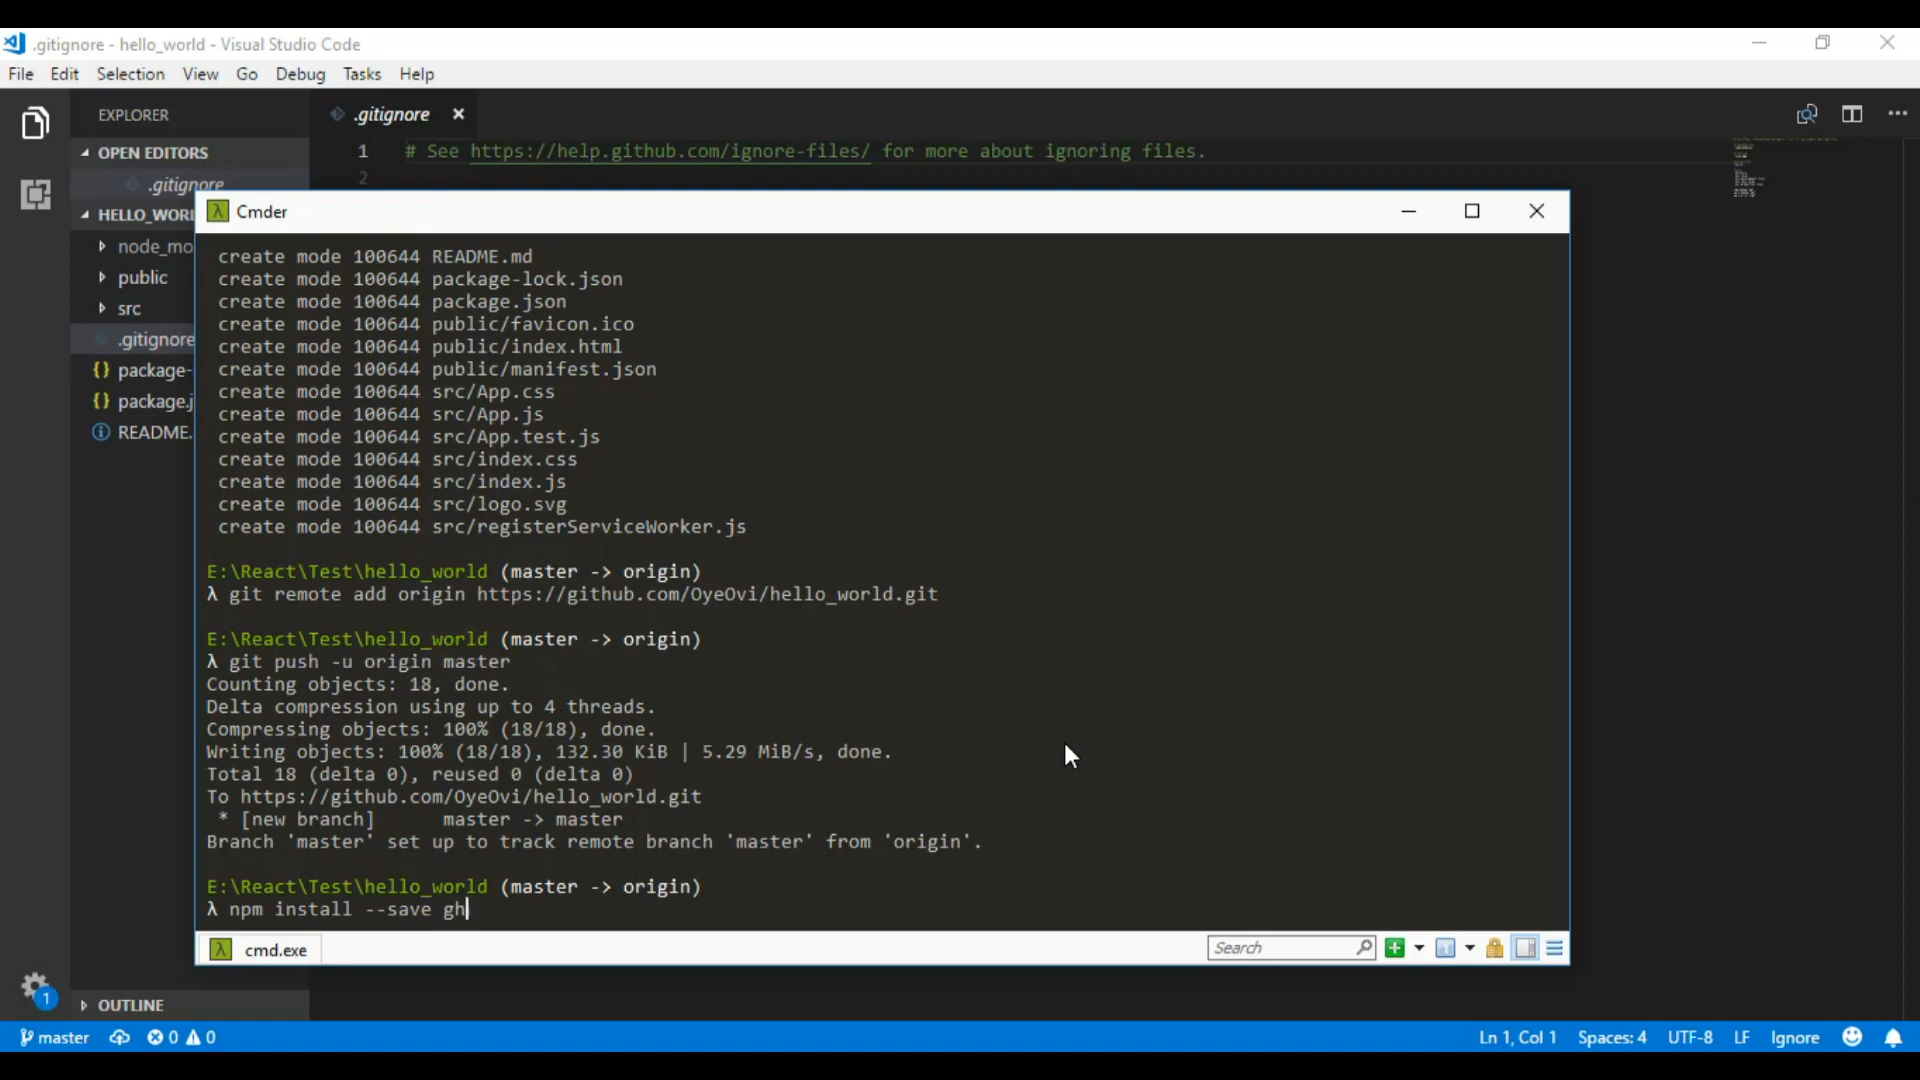 .gitignore - hello_world - Visual Studio Code
File Edit Selection View Go Debug Tasks Help
EXPLORER
.gitignore
OPEN EDITORS
1 # See https://help.github.com/ignore-files/ for more about ignoring files.
2
.gitignore
HELLO_WORL
Cmder
node_mo
public
src
.gitignore
package-
package.j
README.
create mode 100644 README.md
create mode 100644 package-lock.json
create mode 100644 package.json
create mode 100644 public/favicon.ico
create mode 100644 public/index.html
create mode 100644 public/manifest.json
create mode 100644 src/App.css
create mode 100644 src/App.js
create mode 100644 src/App.test.js
create mode 100644 src/index.css
create mode 100644 src/index.js
create mode 100644 src/logo.svg
create mode 100644 src/registerServiceWorker.js
E:\React\Test\hello_world (master -> origin)
λ git remote add origin https://github.com/OyeOvi/hello_world.git
E:\React\Test\hello_world (master -> origin)
λ git push -u origin master
Counting objects: 18, done.
Delta compression using up to 4 threads.
Compressing objects: 100% (18/18), done.
Writing objects: 100% (18/18), 132.30 KiB | 5.29 MiB/s, done.
Total 18 (delta 0), reused 0 (delta 0)
To https://github.com/OyeOvi/hello_world.git
* [new branch] master -> master
Branch 'master' set up to track remote branch 'master' from 'origin'.
E:\React\Test\hello_world (master -> origin)
λ npm install --save gh
cmd.exe
Search
1
OUTLINE
master 0 0 Ln 1, Col 1 Spaces: 4 UTF-8 LF Ignore